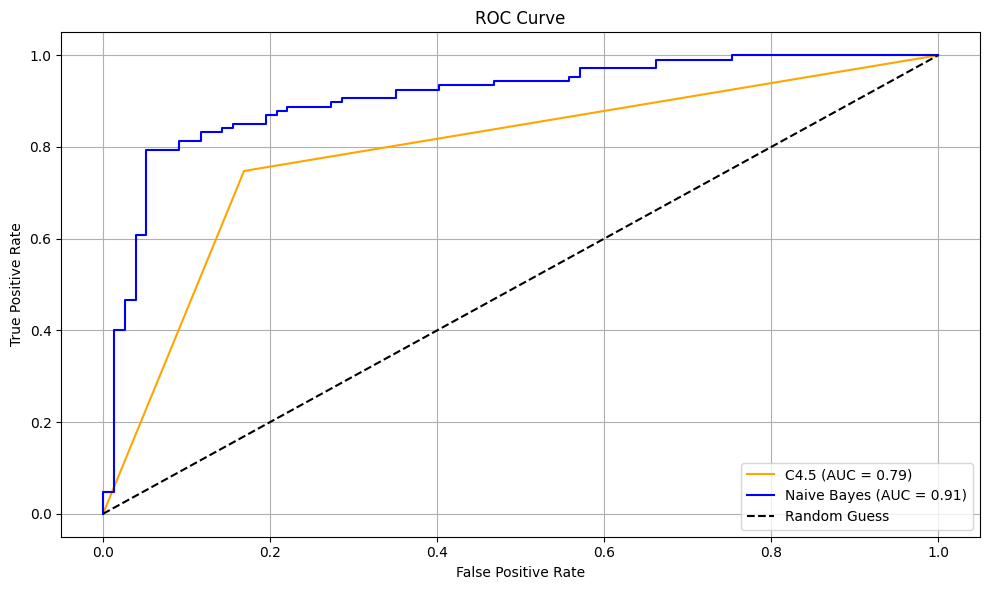 ROC Curve
1.0
0.8
0.6
0.4
0.2
0.0
True Positive Rate
0.0 0.2 0.4 0.6 0.8 1.0
False Positive Rate
C4.5 (AUC = 0.79)
Naive Bayes (AUC = 0.91)
Random Guess